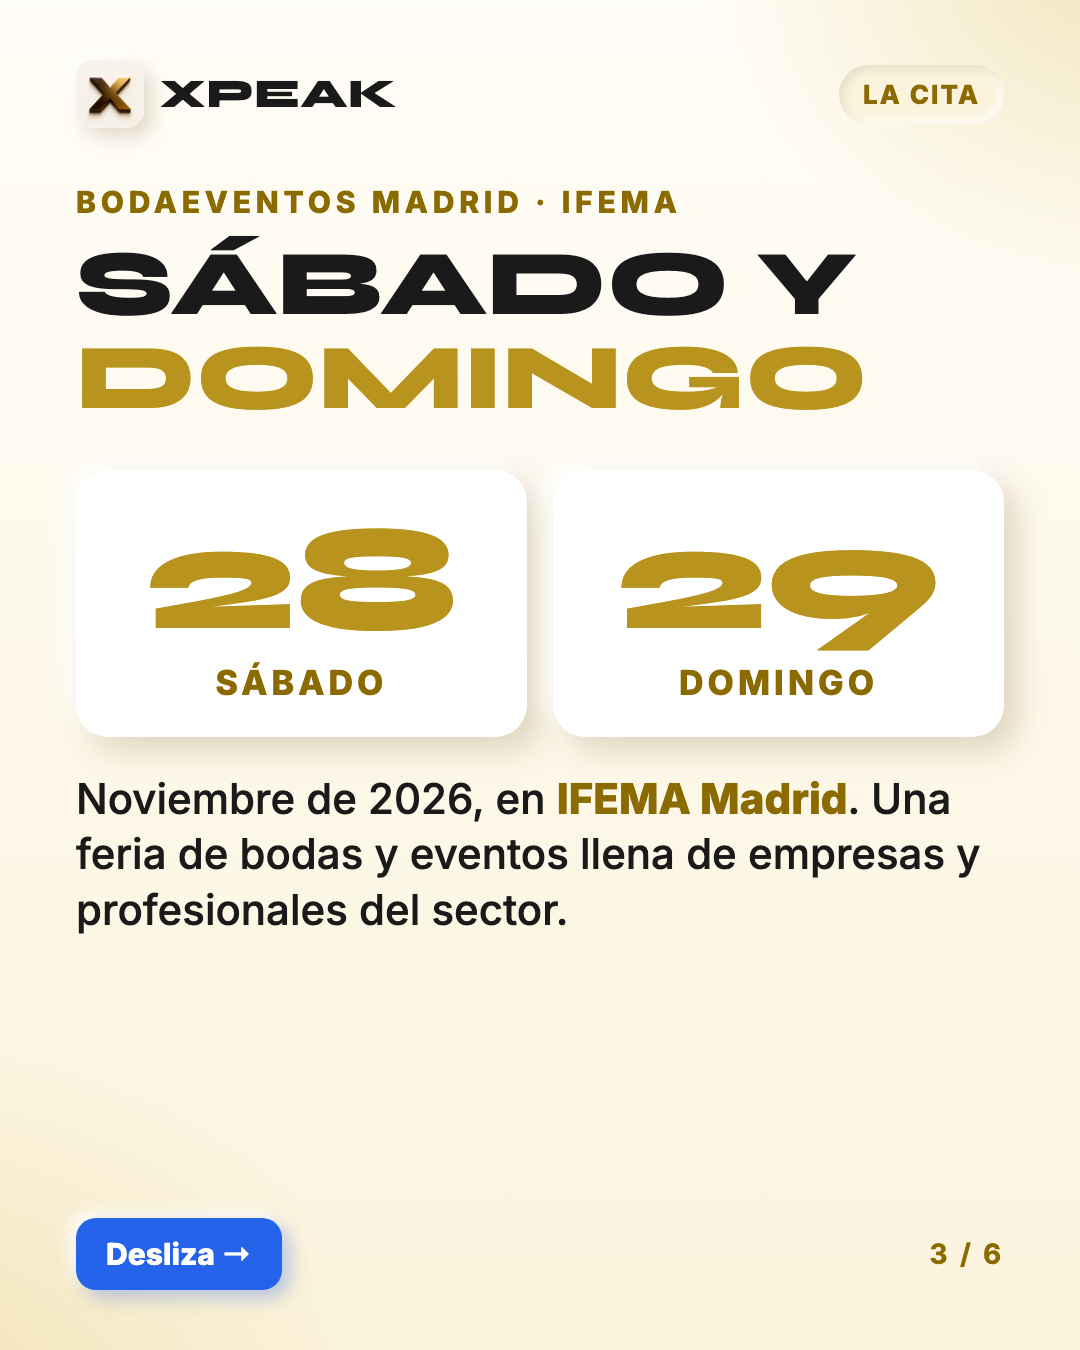 XPEAK
LA CITA
BODAEVENTOS MADRID · IFEMA
SÁBADO Y
DOMINGO
28
SÁBADO
29
DOMINGO
Noviembre de 2026, en IFEMA Madrid. Una
feria de bodas y eventos llena de empresas y
profesionales del sector.
Desliza →
3 / 6